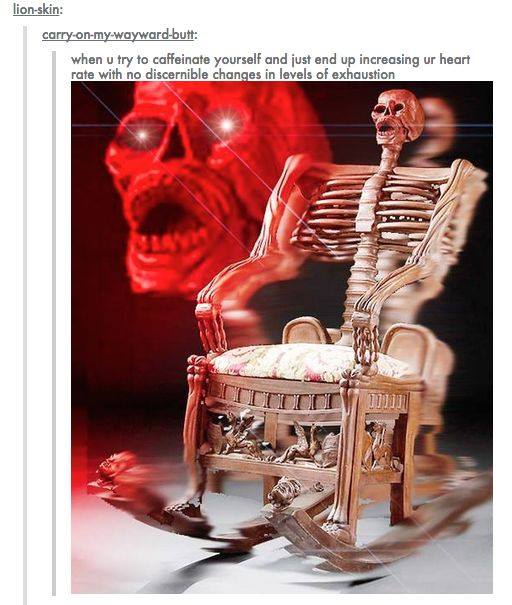 lion-skin:
carry-on-my-wayward-butt:
when u try to caffeinate yourself and just end up increasing ur heart
rate with no discernible changes in levels of exhaustion